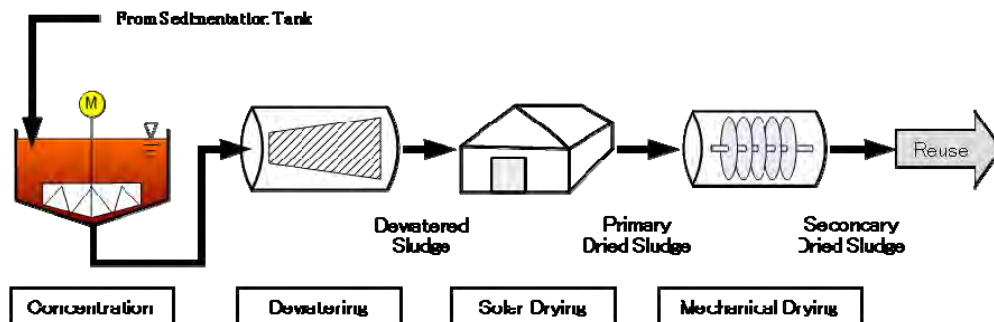 From Sedimentation Tank
M
Reuse
Dewatered
Sludge
Primary
Dried Sludge
Secondary
Dried Sludge
Concentration
Dewatering
Solar Drying
Mechanical Drying